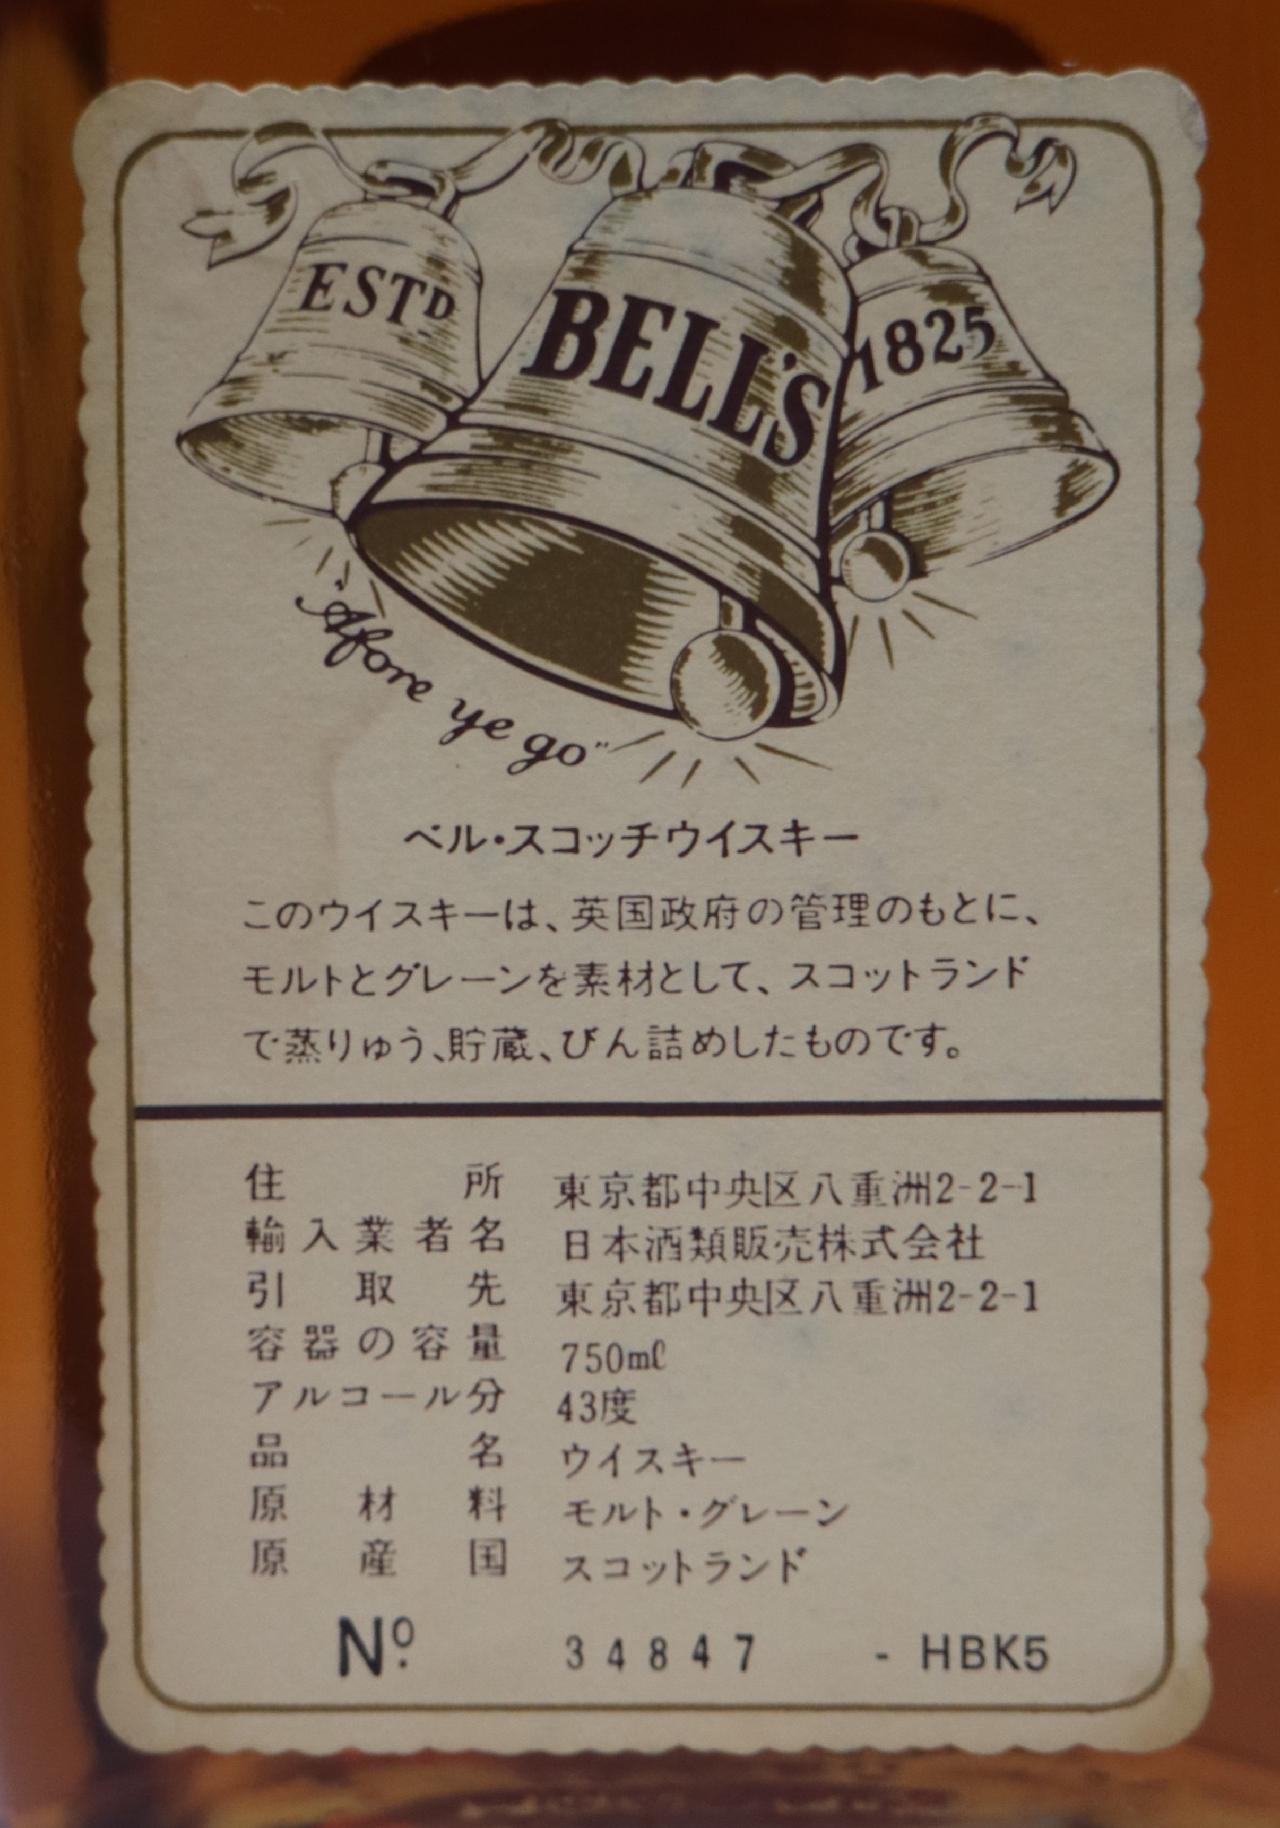 ESTD
BELL'S
1825
"Afore ye go"
ベル・スコッチウイスキー
このウイスキーは、英国政府の管理のもとに、
モルトとグレーンを素材として、スコットランド
で蒸りゅう、貯蔵、びん詰めしたものです。
住所 東京都中央区八重洲2-2-1
輸入業者名 日本酒類販売株式会社
引取先 東京都中央区八重洲2-2-1
容器の容量 750mℓ
アルコール分 43度
品名 ウイスキー
原材料 モルト・グレーン
原産国 スコットランド
Nº 34847 - HBK5